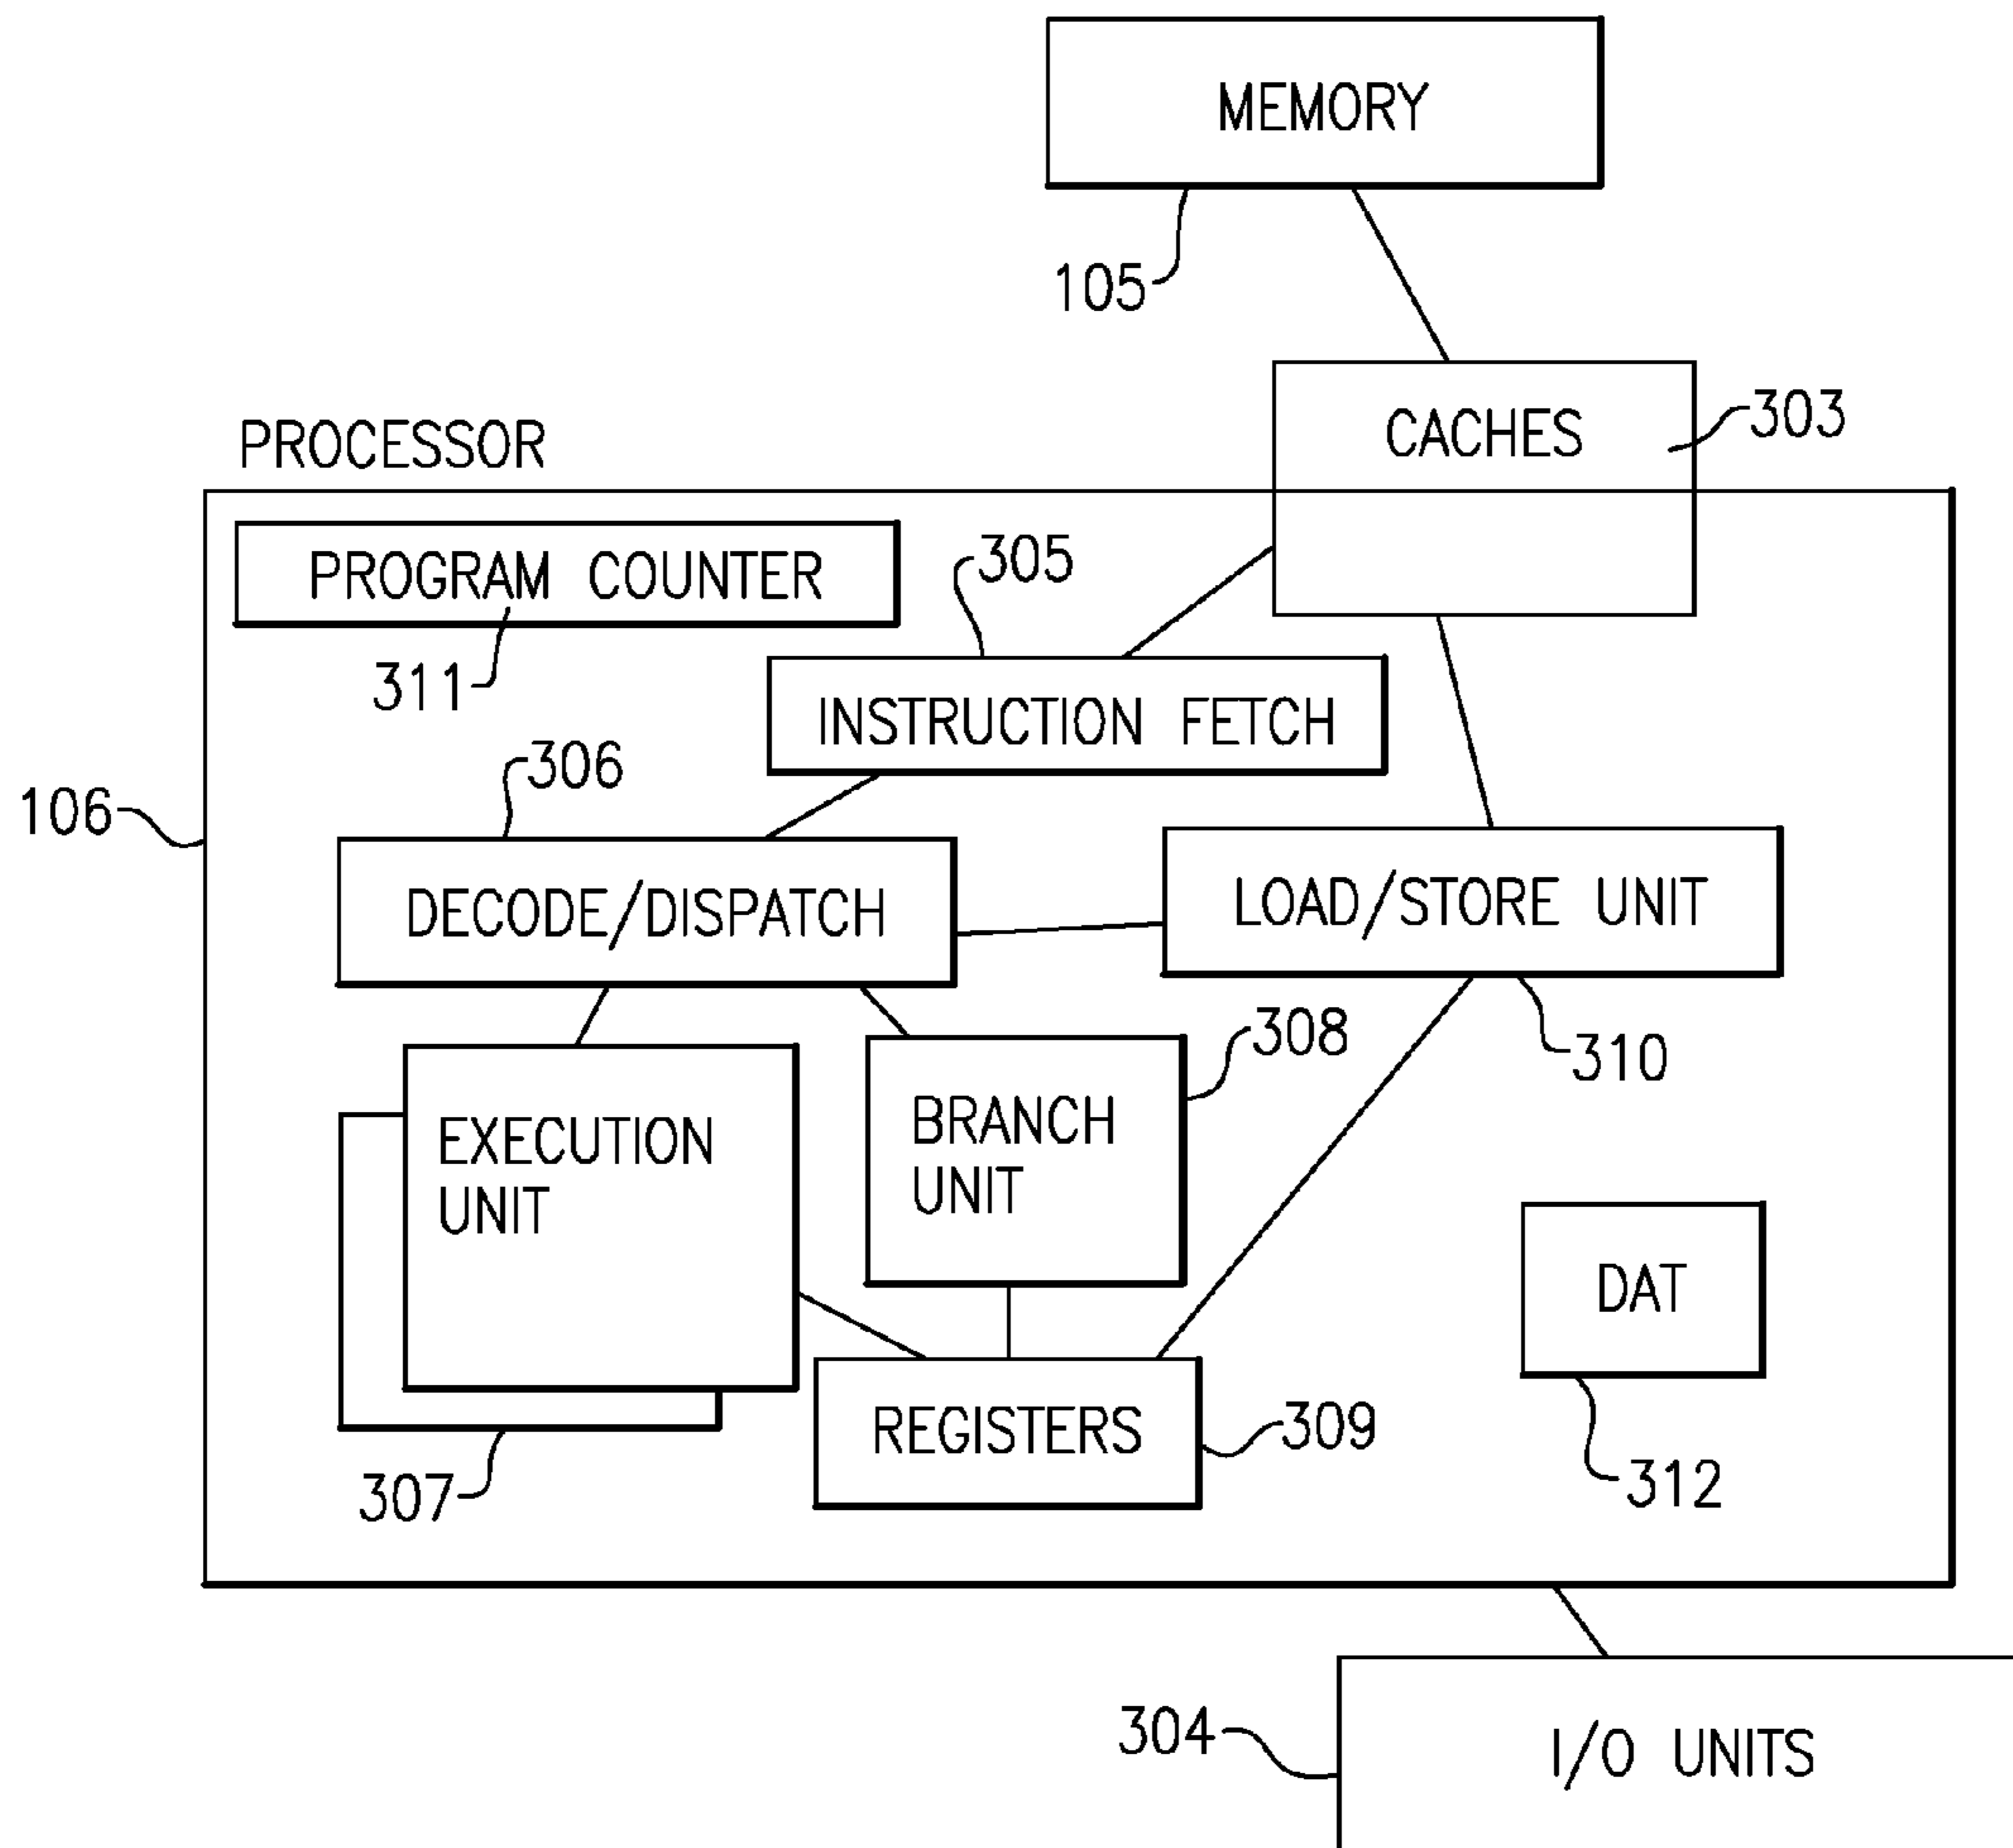 MEMORY
105
CACHES
303
PROCESSOR
PROGRAM COUNTER
311
305
INSTRUCTION FETCH
306
106
DECODE/DISPATCH
LOAD/STORE UNIT
310
308
EXECUTION
UNIT
307
BRANCH
UNIT
DAT
312
REGISTERS
309
304
I/O UNITS